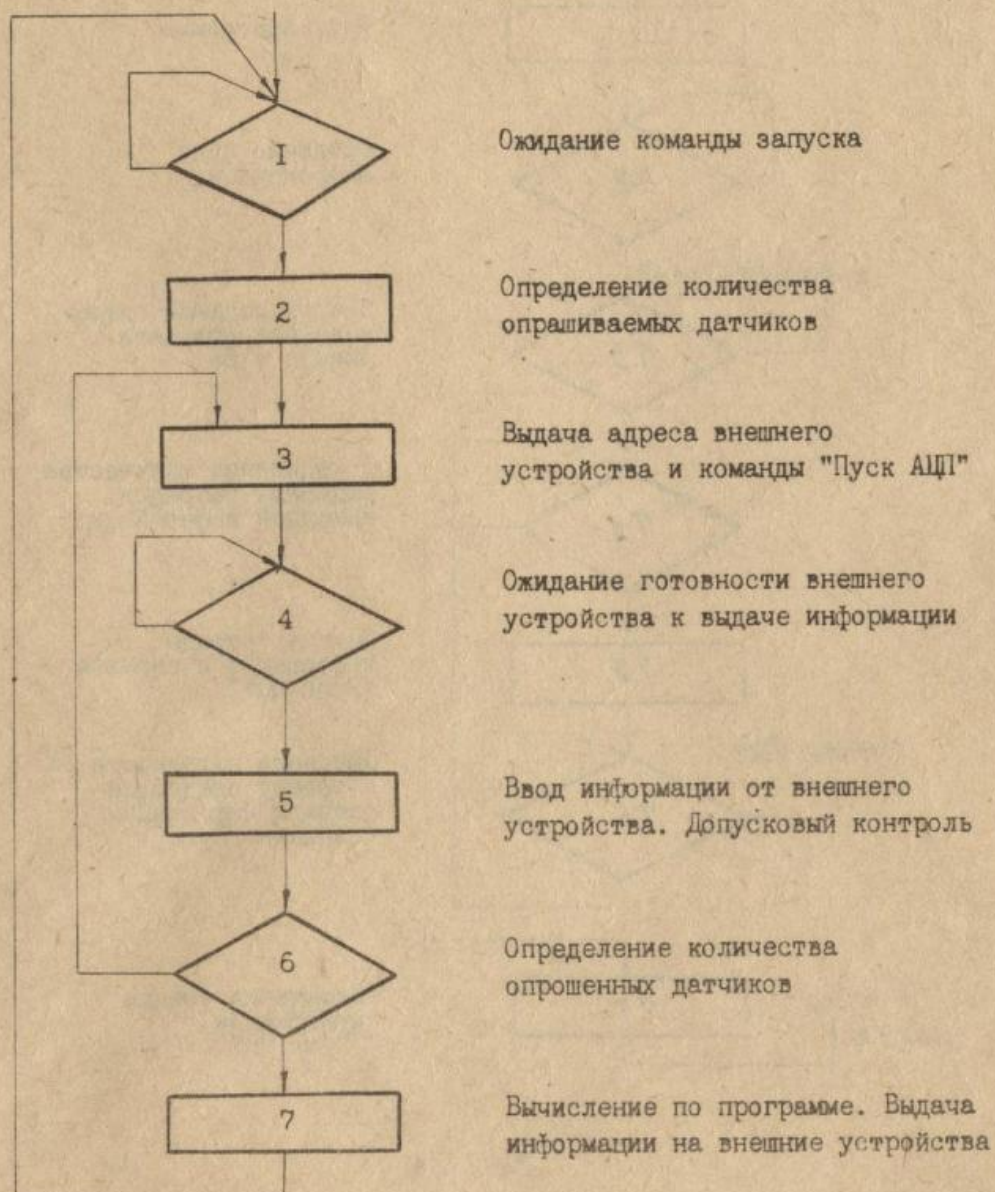 I
Ожидание команды запуска
2
Определение количества
опрашиваемых датчиков
3
Выдача адреса внешнего
устройства и команды "Пуск АЦП"
4
Ожидание готовности внешнего
устройства к выдаче информации
5
Ввод информации от внешнего
устройства. Допусковый контроль
6
Определение количества
опрошенных датчиков
7
Вычисление по программе. Выдача
информации на внешние устройства